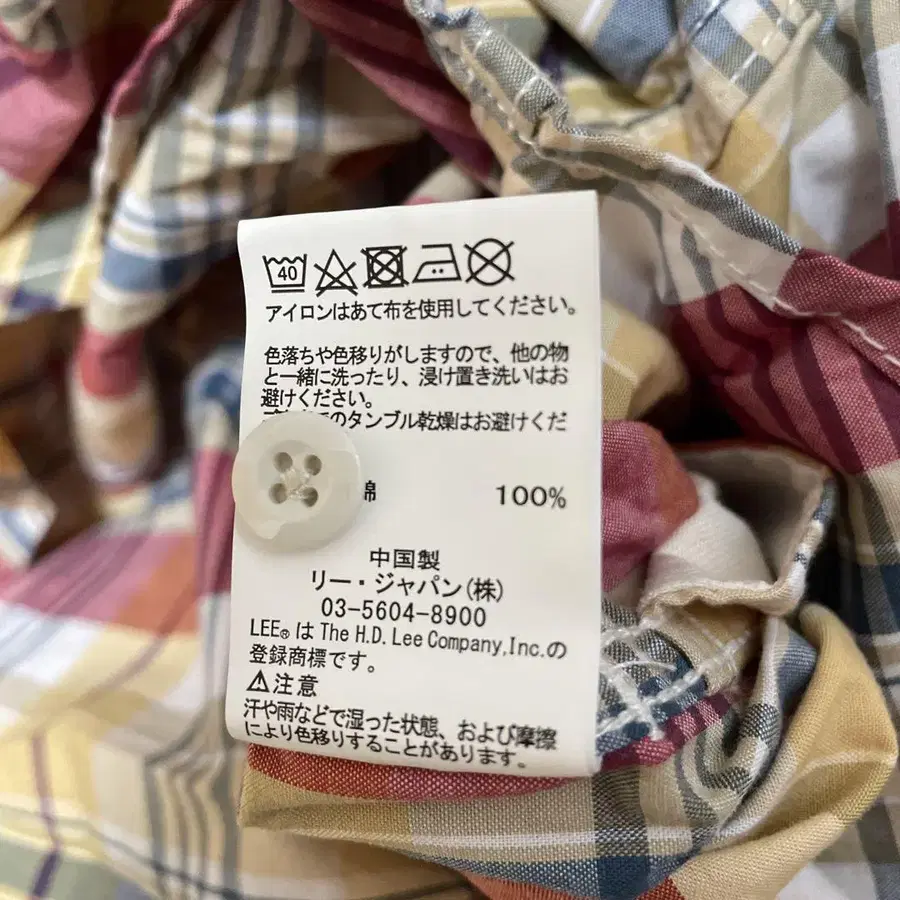 40
アイロンはあて布を使用してください。
色落ちや色移りがしますので、他の物
と一緒に洗ったり、浸け置き洗いはお
避けください。
のタンブル乾燥はお避けくだ
綿 100%
中国製
リー・ジャパン(株)
03-5604-8900
LEE® は The H.D. Lee Company, Inc. の
登録商標です。
⚠注意
汗や雨などで湿った状態、および摩擦
により色移りすることがあります。